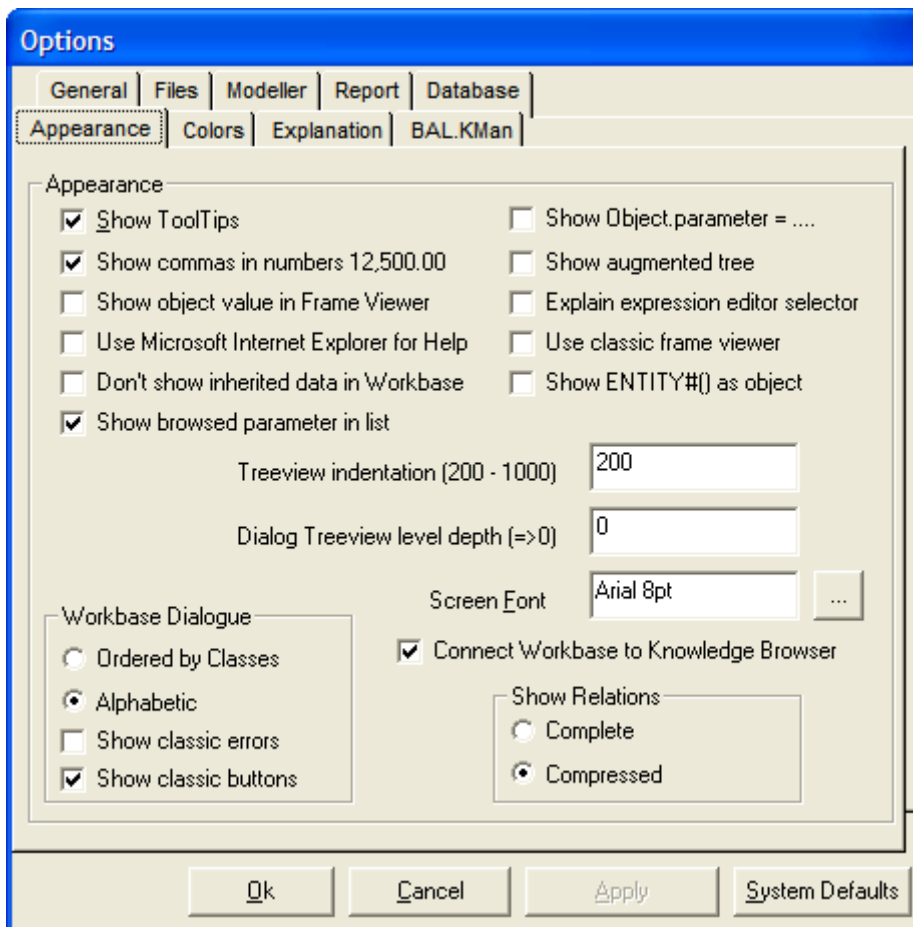 Options
General Files Modeller Report Database
Appearance Colors Explanation BAL.KMan
Appearance
Show ToolTips
Show Object.parameter = ....
Show commas in numbers 12,500.00
Show augmented tree
Show object value in Frame Viewer
Explain expression editor selector
Use Microsoft Internet Explorer for Help
Use classic frame viewer
Don't show inherited data in Workbase
Show ENTITY#() as object
Show browsed parameter in list
Treeview indentation (200 - 1000) 200
Dialog Treeview level depth (=>0) 0
Screen Font Arial 8pt ...
Workbase Dialogue
Ordered by Classes
Alphabetic
Show classic errors
Show classic buttons
Connect Workbase to Knowledge Browser
Show Relations
Complete
Compressed
Ok Cancel Apply System Defaults